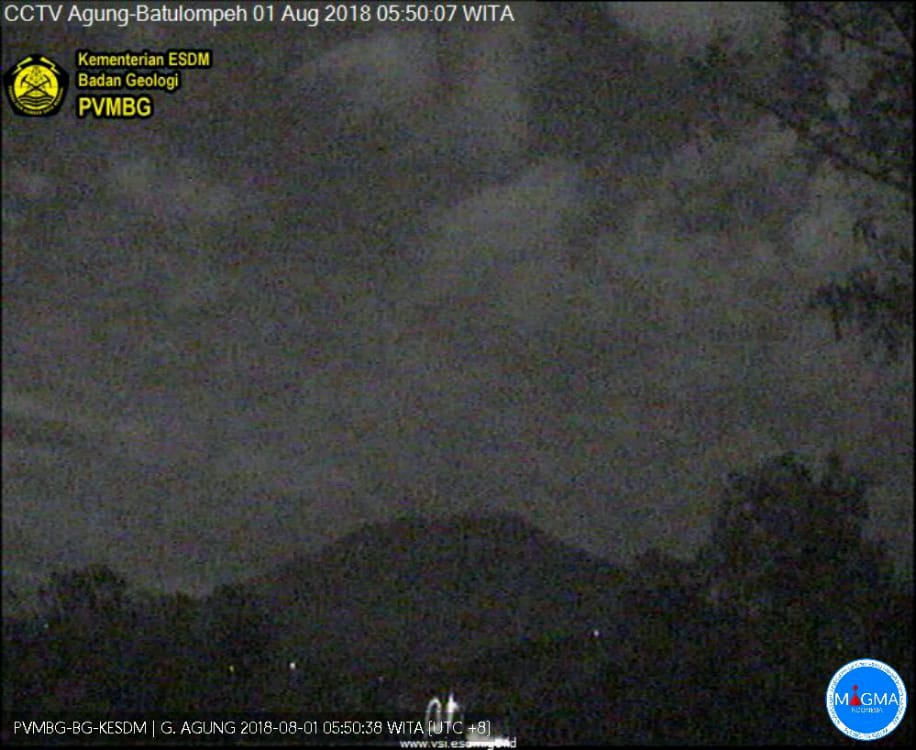 CCTV Agung-Batulompeh 01 Aug 2018 05:50:07 WITA
Kementerian ESDM
Badan Geologi
PVMBG
MAGMA
INDONESIA
PVMBG-BG-KESDM | G. AGUNG 2018-08-01 05:50:38 WITA [UTC +8]